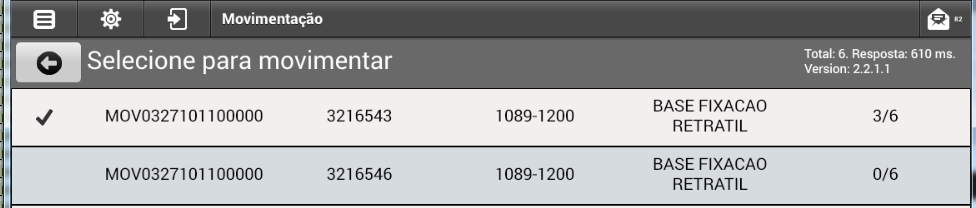 Movimentação
82
Selecione para movimentar
Total: 6. Resposta: 610 ms.
Version: 2.2.1.1
MOV0327101100000 3216543 1089-1200 BASE FIXACAO
RETRATIL 3/6
MOV0327101100000 3216546 1089-1200 BASE FIXACAO
RETRATIL 0/6